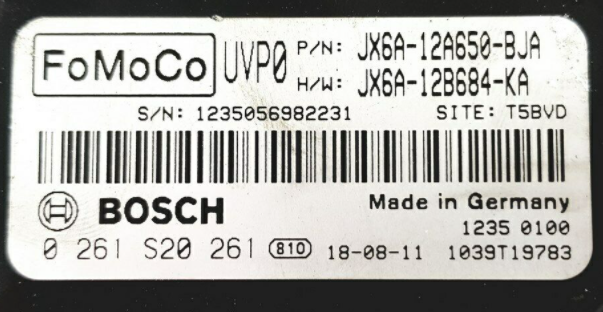 FoMoCo UVP0 P/N: JX6A-12A650-BJA
H/W: JX6A-12B684-KA
S/N: 1235056982231 SITE: T5BVD
BOSCH Made in Germany
1235 0100
0 261 S20 261 810 18-08-11 1039T19783